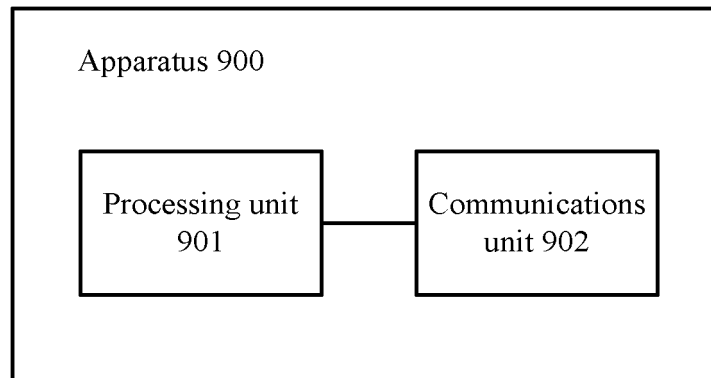 Apparatus 900
Processing unit
901
Communications
unit 902